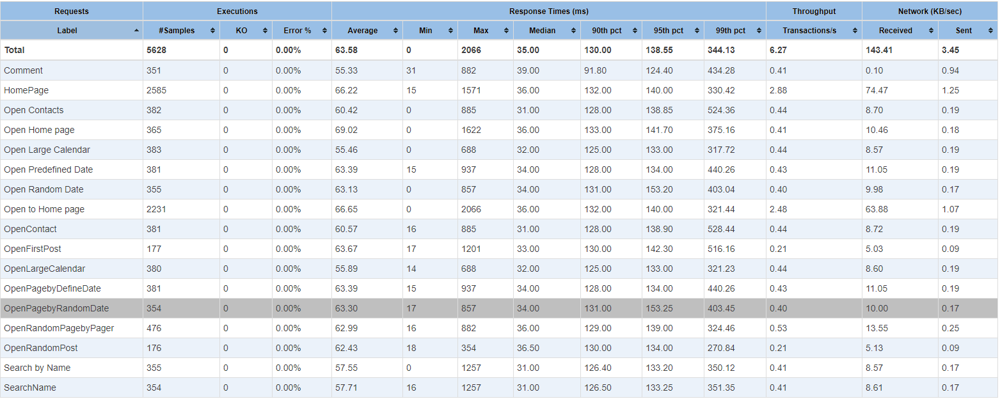 Requests Executions Response Times (ms) Throughput Network (KB/sec)
Label #Samples KO Error % Average Min Max Median 90th pct 95th pct 99th pct Transactions/s Received Sent
Total 5628 0 0.00% 63.58 0 2066 35.00 130.00 138.55 344.13 6.27 143.41 3.45
Comment 351 0 0.00% 55.33 31 882 39.00 91.80 124.40 434.28 0.41 0.10 0.94
HomePage 2585 0 0.00% 66.22 15 1571 36.00 132.00 140.00 330.42 2.88 74.47 1.25
Open Contacts 382 0 0.00% 60.42 0 885 31.00 128.00 138.85 524.36 0.44 8.70 0.19
Open Home page 365 0 0.00% 69.02 0 1622 36.00 133.00 141.70 375.16 0.41 10.46 0.18
Open Large Calendar 383 0 0.00% 55.46 0 688 32.00 125.00 133.00 317.72 0.44 8.57 0.19
Open Predefined Date 381 0 0.00% 63.39 15 937 34.00 128.00 134.00 440.26 0.43 11.05 0.19
Open Random Date 355 0 0.00% 63.13 0 857 34.00 131.00 153.20 403.04 0.40 9.98 0.17
Open to Home page 2231 0 0.00% 66.65 0 2066 36.00 132.00 140.00 321.44 2.48 63.88 1.07
OpenContact 381 0 0.00% 60.57 16 885 31.00 128.00 138.90 528.44 0.44 8.72 0.19
OpenFirstPost 177 0 0.00% 63.67 17 1201 33.00 130.00 142.30 516.16 0.21 5.03 0.09
OpenLargeCalendar 380 0 0.00% 55.89 14 688 32.00 125.00 133.00 321.23 0.44 8.60 0.19
OpenPagebyDefineDate 381 0 0.00% 63.39 15 937 34.00 128.00 134.00 440.26 0.43 11.05 0.19
OpenPagebyRandomDate 354 0 0.00% 63.30 17 857 34.00 131.00 153.25 403.45 0.40 10.00 0.17
OpenRandomPagebyPager 476 0 0.00% 62.99 16 882 36.00 129.00 139.00 324.46 0.53 13.55 0.25
OpenRandomPost 176 0 0.00% 62.43 18 354 36.50 130.00 134.00 270.84 0.21 5.13 0.09
Search by Name 355 0 0.00% 57.55 0 1257 31.00 126.40 133.20 350.12 0.41 8.57 0.17
SearchName 354 0 0.00% 57.71 16 1257 31.00 126.50 133.25 351.35 0.41 8.61 0.17